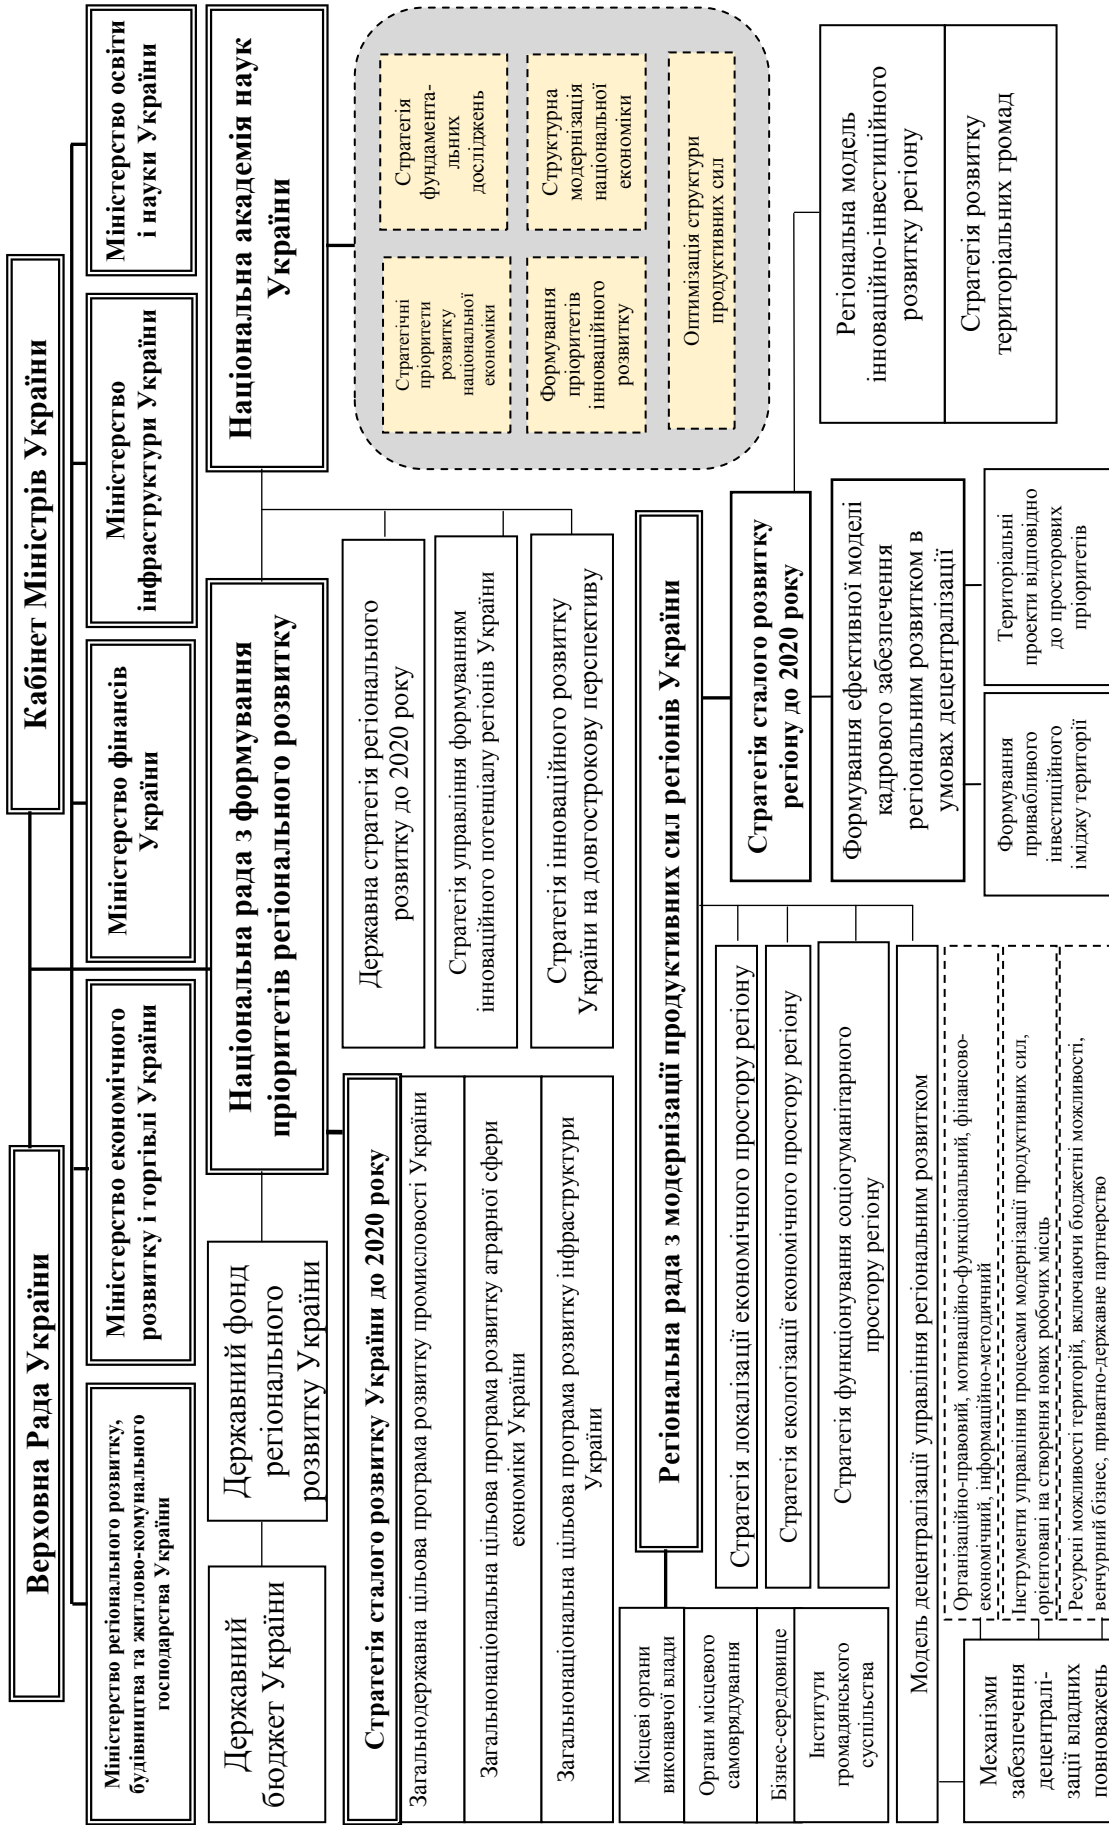 Верховна Рада України
Кабінет Міністрів України
Міністерство регіонального розвитку,
будівництва та житлово-комунального
господарства України
Міністерство економічного
розвитку і торгівлі України
Міністерство фінансів
України
Міністерство
інфраструктури України
Міністерство освіти
і науки України
Державний
бюджет України
Державний фонд
регіонального
розвитку України
Національна рада з формування
пріоритетів регіонального розвитку
Національна академія наук
України
Стратегія сталого розвитку України до 2020 року
Загальнодержавна цільова програма розвитку промисловості України
Загальнонаціональна цільова програма розвитку аграрної сфери
економіки України
Загальнонаціональна цільова програма розвитку інфраструктури
України
Державна стратегія регіонального
розвитку до 2020 року
Стратегія управління формуванням
інноваційного потенціалу регіонів України
Стратегія інноваційного розвитку
України на довгострокову перспективу
Стратегічні
пріоритети
розвитку
національної
економіки
Стратегія
фундамента-
льних
досліджень
Формування
пріоритетів
інноваційного
розвитку
Структурна
модернізація
національної
економіки
Оптимізація структури
продуктивних сил
Регіональна рада з модернізації продуктивних сил регіонів України
Місцеві органи
виконавчої влади
Органи місцевого
самоврядування
Бізнес-середовище
Інститути
громадянського
суспільства
Стратегія локалізації економічного простору регіону
Стратегія екологізації економічного простору регіону
Стратегія функціонування соціогуманітарного
простору регіону
Модель децентралізації управління регіональним розвитком
Стратегія сталого розвитку
регіону до 2020 року
Формування ефективної моделі
кадрового забезпечення
регіональним розвитком в
умовах децентралізації
Формування
привабливого
інвестиційного
іміджу території
Територіальні
проекти відповідно
до просторових
пріоритетів
Регіональна модель
інноваційно-інвестиційного
розвитку регіону
Стратегія розвитку
територіальних громад
Механізми
забезпечення
децентралі-
зації владних
повноважень
Організаційно-правовий, мотиваційно-функціональний, фінансово-
економічний, інформаційно-методичний
Інструменти управління процесами модернізації продуктивних сил,
орієнтовані на створення нових робочих місць
Ресурсні можливості територій, включаючи бюджетні можливості,
венчурний бізнес, приватно-державне партнерство